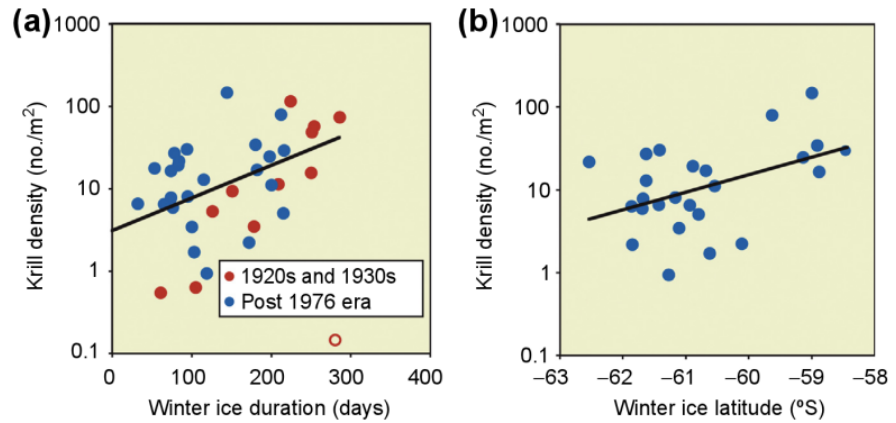 (a)
1000
100
10
1
0.1
Krill density (no./m²)
1920s and 1930s
Post 1976 era
0 100 200 300 400
Winter ice duration (days)
(b)
1000
100
10
1
0.1
Krill density (no./m²)
–63 –62 –61 –60 –59 –58
Winter ice latitude (ºS)